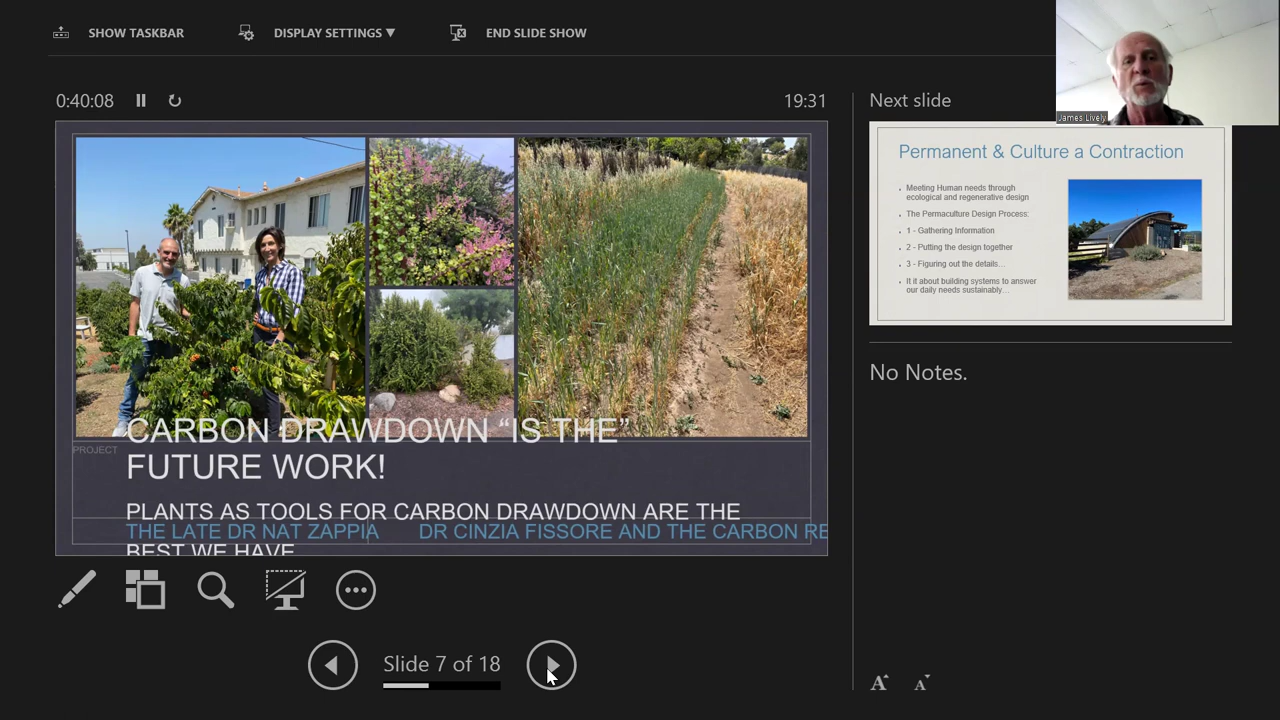 SHOW TASKBAR
DISPLAY SETTINGS ▼
END SLIDE SHOW
James Lively
0:40:08
19:31
Next slide
CARBON DRAWDOWN “IS THE”
FUTURE WORK!
PROJECT
PLANTS AS TOOLS FOR CARBON DRAWDOWN ARE THE
THE LATE DR NAT ZAPPIA DR CINZIA FISSORE AND THE CARBON RE
BEST WE HAVE
Permanent & Culture a Contraction
Meeting Human needs through
ecological and regenerative design
The Permaculture Design Process:
1 - Gathering Information
2 - Putting the design together
3 - Figuring out the details…
It it about building systems to answer
our daily needs sustainably…
No Notes.
Slide 7 of 18
A A